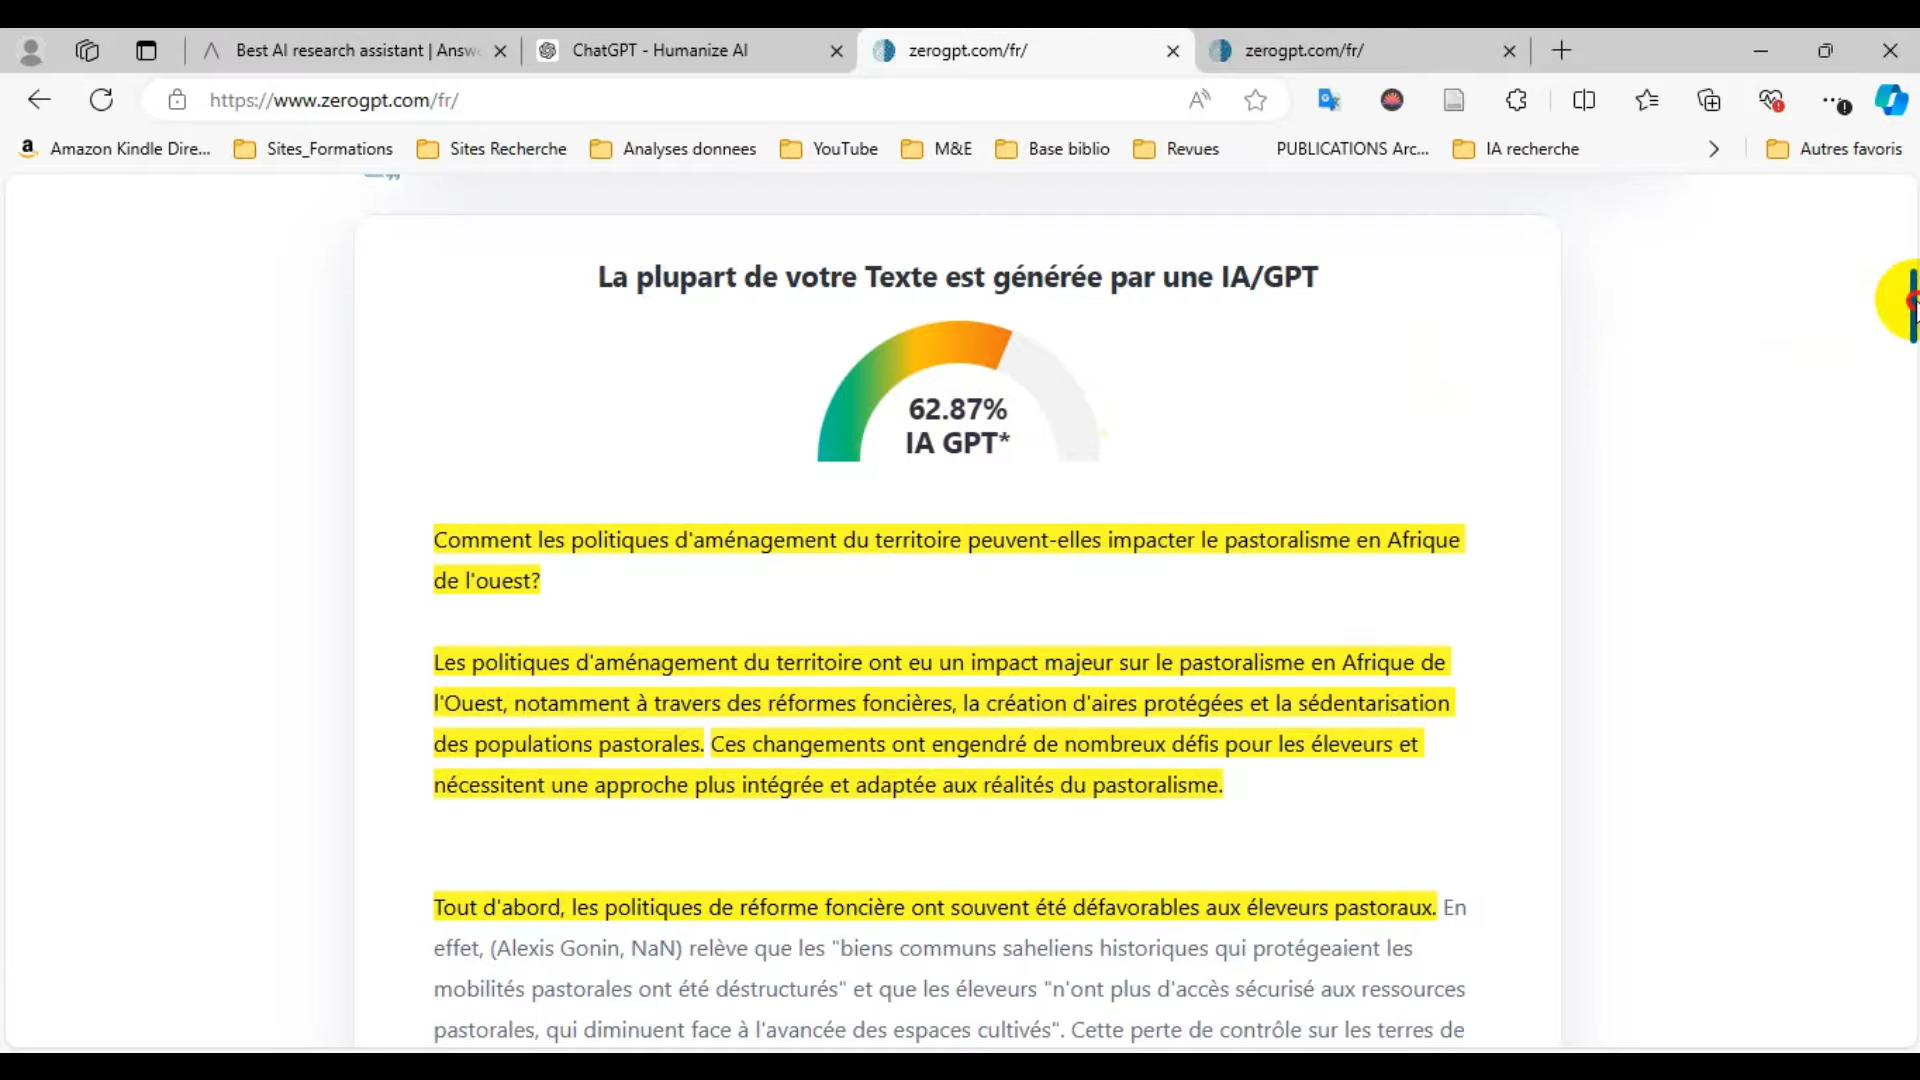 Best AI research assistant | Answ
ChatGPT - Humanize AI
zerogpt.com/fr/
zerogpt.com/fr/
https://www.zerogpt.com/fr/
Amazon Kindle Dire...
Sites_Formations
Sites Recherche
Analyses donnees
YouTube
M&E
Base biblio
Revues
PUBLICATIONS Arc...
IA recherche
Autres favoris
La plupart de votre Texte est générée par une IA/GPT
62.87%
IA GPT*
Comment les politiques d'aménagement du territoire peuvent-elles impacter le pastoralisme en Afrique
de l'ouest?
Les politiques d'aménagement du territoire ont eu un impact majeur sur le pastoralisme en Afrique de
l'Ouest, notamment à travers des réformes foncières, la création d'aires protégées et la sédentarisation
des populations pastorales. Ces changements ont engendré de nombreux défis pour les éleveurs et
nécessitent une approche plus intégrée et adaptée aux réalités du pastoralisme.
Tout d'abord, les politiques de réforme foncière ont souvent été défavorables aux éleveurs pastoraux. En
effet, (Alexis Gonin, NaN) relève que les "biens communs saheliens historiques qui protégeaient les
mobilités pastorales ont été déstructurés" et que les éleveurs "n'ont plus d'accès sécurisé aux ressources
pastorales, qui diminuent face à l'avancée des espaces cultivés". Cette perte de contrôle sur les terres de